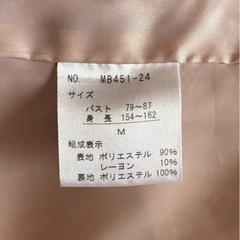 NO. MB451-24
サイズ
バスト 79~87
身長 154~162
M
組成表示
表地 ポリエステル 90%
レーヨン 10%
裏地 ポリエステル 100%